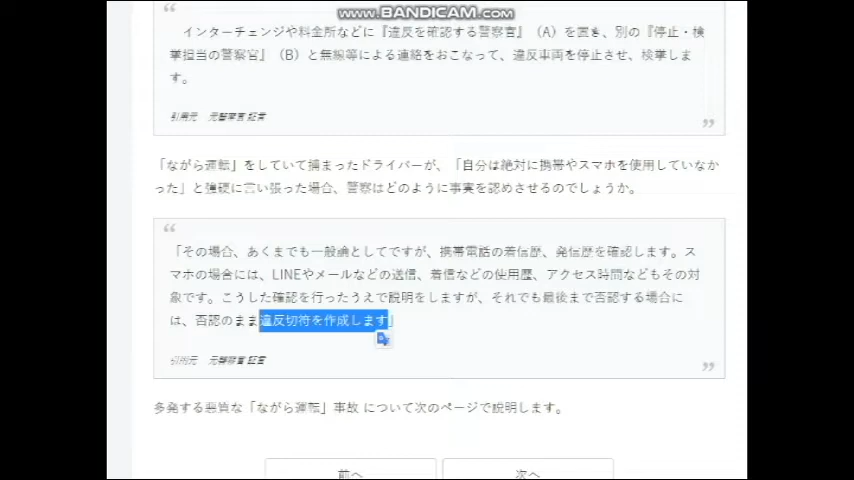 www.BANDICAM.com
“
インターチェンジや料金所などに『違反を確認する警察官』（A）を置き、別の『停止・検
挙担当の警察官』（B）と無線等による連絡をおこなって、違反車両を停止させ、検挙しま
す。
引用元　元警察官 証言
”
「ながら運転」をしていて捕まったドライバーが、「自分は絶対に携帯やスマホを使用していなか
った」と強硬に言い張った場合、警察はどのように事実を認めさせるのでしょうか。
“
「その場合、あくまでも一般論としてですが、携帯電話の着信歴、発信歴を確認します。ス
マホの場合には、LINEやメールなどの送信、着信などの使用歴、アクセス時間などもその対
象です。こうした確認を行ったうえで説明をしますが、それでも最後まで否認する場合に
は、否認のまま違反切符を作成します」
引用元　元警察官 証言
”
多発する悪質な「ながら運転」事故 について次のページで説明します。
前へ
次へ